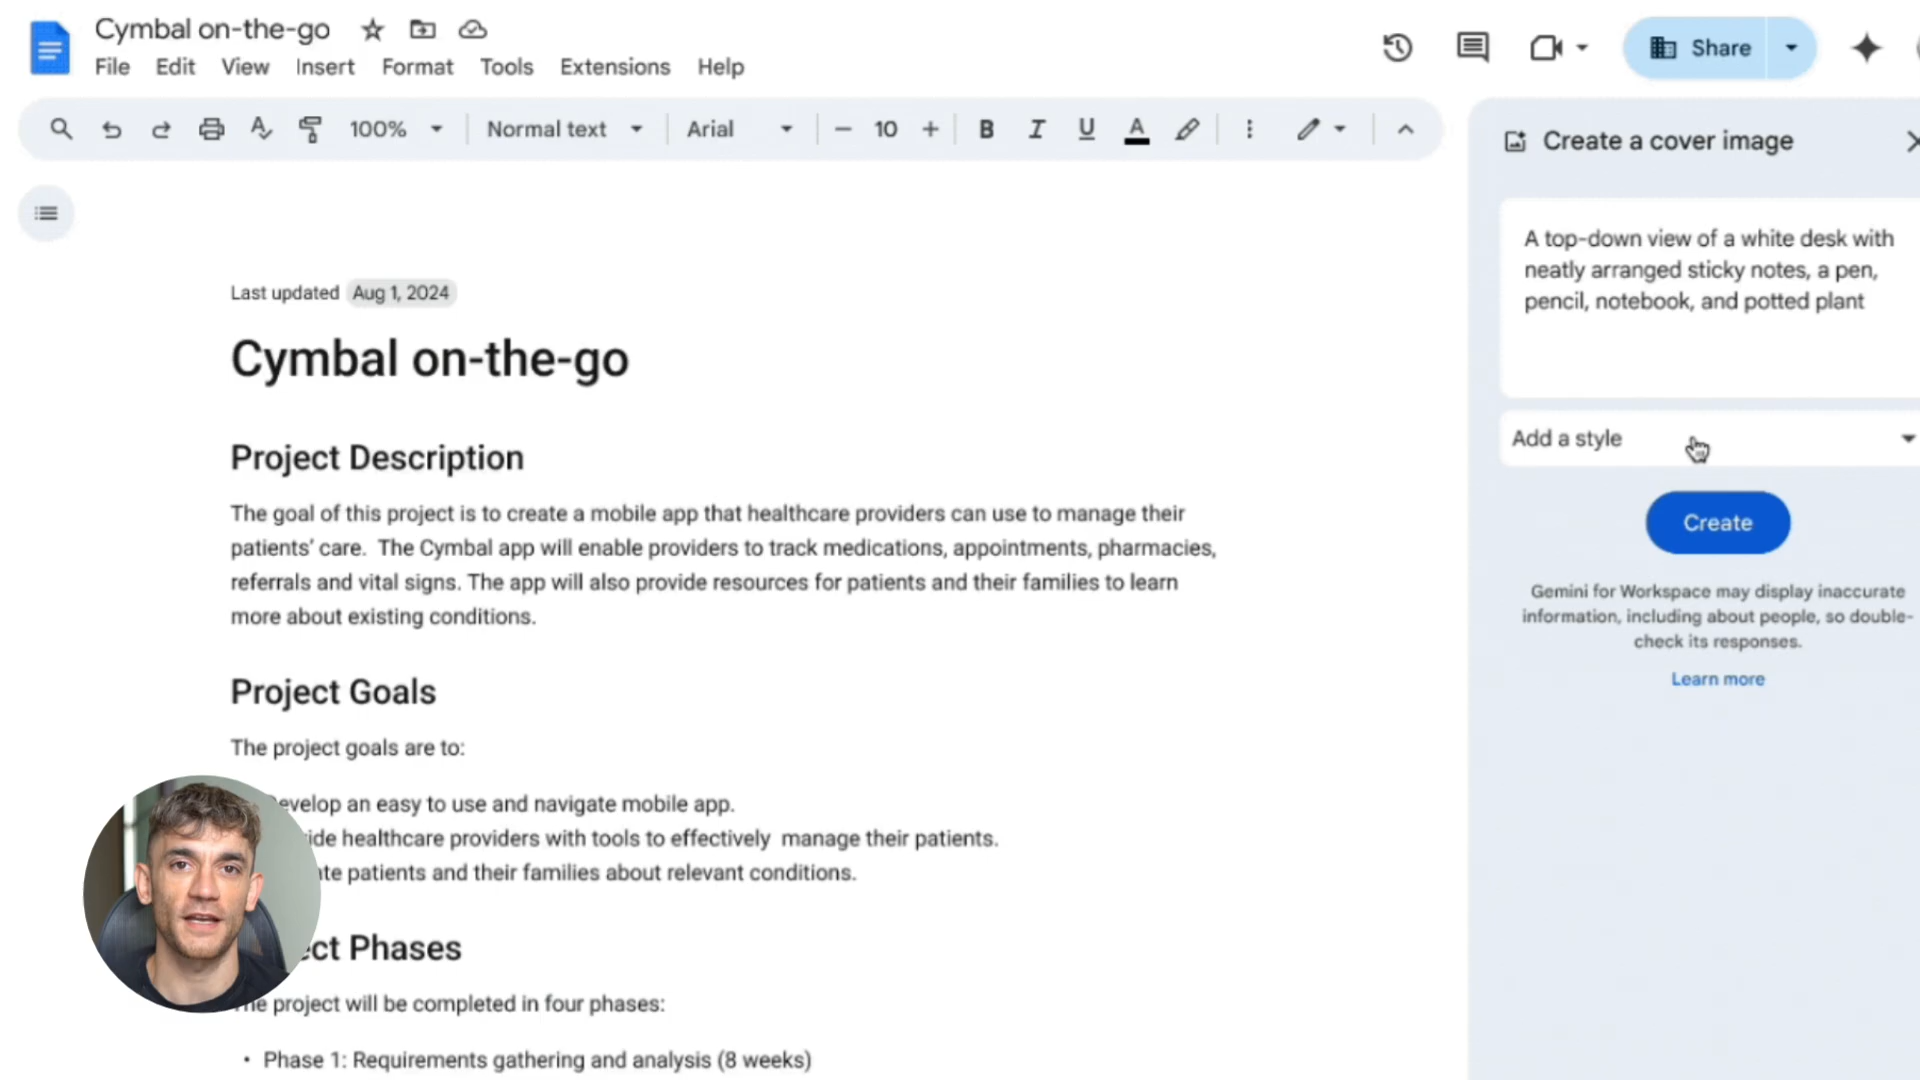 Cymbal on-the-go
File Edit View Insert Format Tools Extensions Help
Share
100% Normal text Arial 10 B I U A
Last updated Aug 1, 2024
Cymbal on-the-go
Project Description
The goal of this project is to create a mobile app that healthcare providers can use to manage their
patients' care. The Cymbal app will enable providers to track medications, appointments, pharmacies,
referrals and vital signs. The app will also provide resources for patients and their families to learn
more about existing conditions.
Project Goals
The project goals are to:
evelop an easy to use and navigate mobile app.
ide healthcare providers with tools to effectively manage their patients.
te patients and their families about relevant conditions.
ct Phases
he project will be completed in four phases:
• Phase 1: Requirements gathering and analysis (8 weeks)
Create a cover image
A top-down view of a white desk with
neatly arranged sticky notes, a pen,
pencil, notebook, and potted plant
Add a style
Create
Gemini for Workspace may display inaccurate
information, including about people, so double-
check its responses.
Learn more